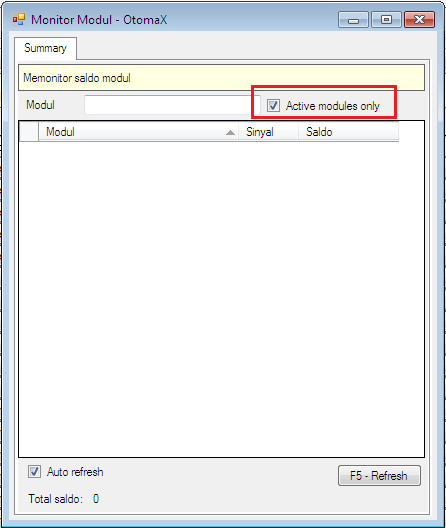 Monitor Modul - OtomaX
Summary
Memonitor saldo modul
Modul Active modules only
Modul Sinyal Saldo
Auto refresh
F5 - Refresh
Total saldo: 0